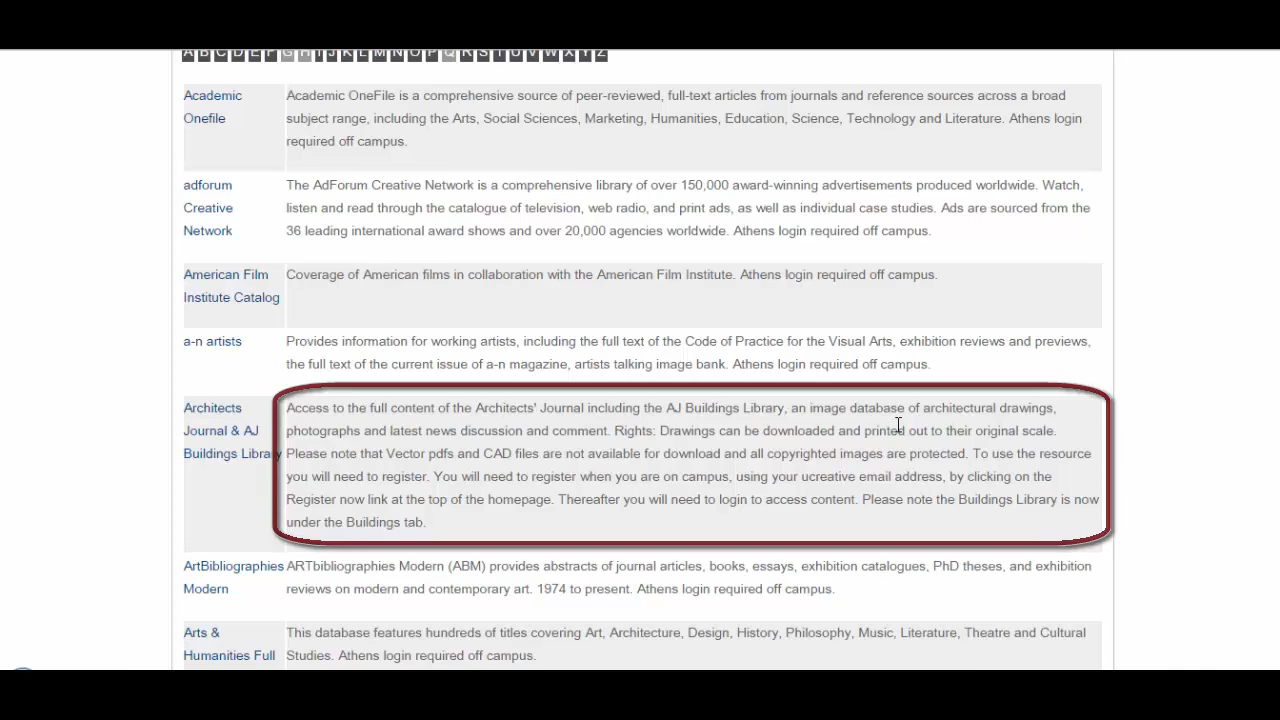 A B C D E F G H I J K L M N O P Q R S T U V W X Y Z
Academic
Onefile
Academic OneFile is a comprehensive source of peer-reviewed, full-text articles from journals and reference sources across a broad
subject range, including the Arts, Social Sciences, Marketing, Humanities, Education, Science, Technology and Literature. Athens login
required off campus.
adforum
Creative
Network
The AdForum Creative Network is a comprehensive library of over 150,000 award-winning advertisements produced worldwide. Watch,
listen and read through the catalogue of television, web radio, and print ads, as well as individual case studies. Ads are sourced from the
36 leading international award shows and over 20,000 agencies worldwide. Athens login required off campus.
American Film
Institute Catalog
Coverage of American films in collaboration with the American Film Institute. Athens login required off campus.
a-n artists
Provides information for working artists, including the full text of the Code of Practice for the Visual Arts, exhibition reviews and previews,
the full text of the current issue of a-n magazine, artists talking image bank. Athens login required off campus.
Architects
Journal & AJ
Buildings Library
Access to the full content of the Architects' Journal including the AJ Buildings Library, an image database of architectural drawings,
photographs and latest news discussion and comment. Rights: Drawings can be downloaded and printed out to their original scale.
Please note that Vector pdfs and CAD files are not available for download and all copyrighted images are protected. To use the resource
you will need to register. You will need to register when you are on campus, using your ucreative email address, by clicking on the
Register now link at the top of the homepage. Thereafter you will need to login to access content. Please note the Buildings Library is now
under the Buildings tab.
ArtBibliographies
Modern
ARTbibliographies Modern (ABM) provides abstracts of journal articles, books, essays, exhibition catalogues, PhD theses, and exhibition
reviews on modern and contemporary art. 1974 to present. Athens login required off campus.
Arts &
Humanities Full
This database features hundreds of titles covering Art, Architecture, Design, History, Philosophy, Music, Literature, Theatre and Cultural
Studies. Athens login required off campus.